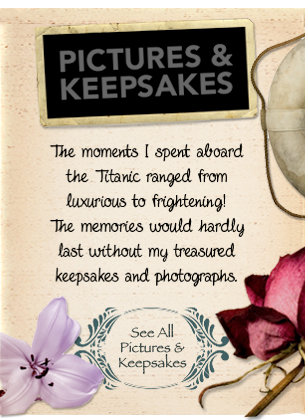 PICTURES &
KEEPSAKES
The moments I spent aboard
the Titanic ranged from
luxurious to frightening!
The memories would hardly
last without my treasured
keepsakes and photographs.
See All
Pictures &
Keepsakes